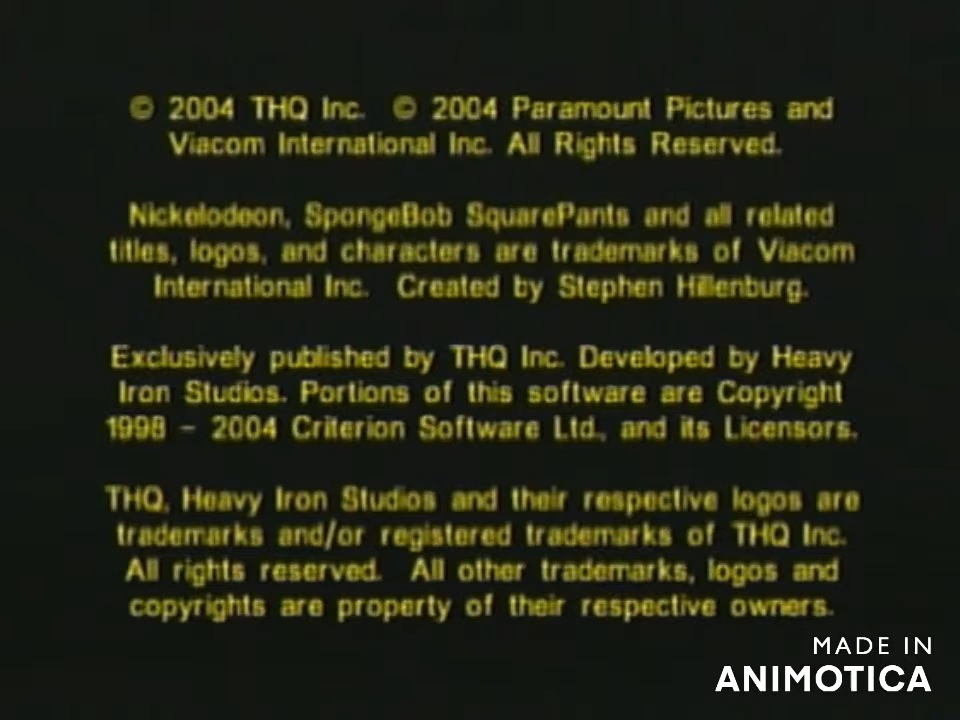 © 2004 THQ Inc. © 2004 Paramount Pictures and
Viacom International Inc. All Rights Reserved.
Nickelodeon, SpongeBob SquarePants and all related
titles, logos, and characters are trademarks of Viacom
International Inc. Created by Stephen Hillenburg.
Exclusively published by THQ Inc. Developed by Heavy
Iron Studios. Portions of this software are Copyright
1998 - 2004 Criterion Software Ltd., and its Licensors.
THQ, Heavy Iron Studios and their respective logos are
trademarks and/or registered trademarks of THQ Inc.
All rights reserved. All other trademarks, logos and
copyrights are property of their respective owners.
MADE IN
ANIMOTICA